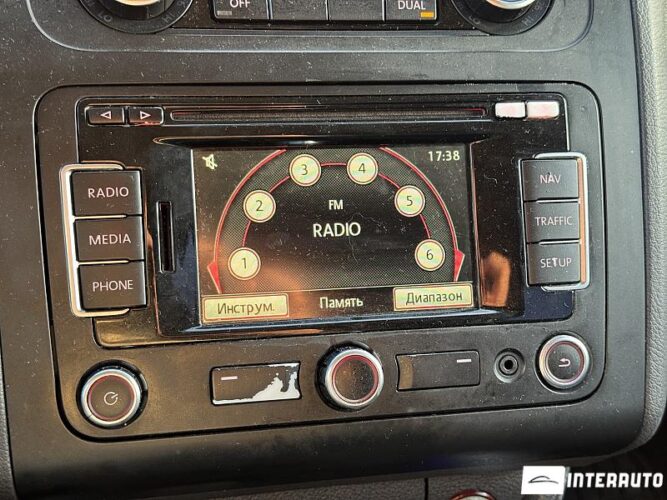 OFF
DUAL
RADIO
MEDIA
PHONE
17:38
1
2
3
4
5
6
FM
RADIO
Инструм.
Память
Диапазон
NAV
TRAFFIC
SETUP
INTERAUTO